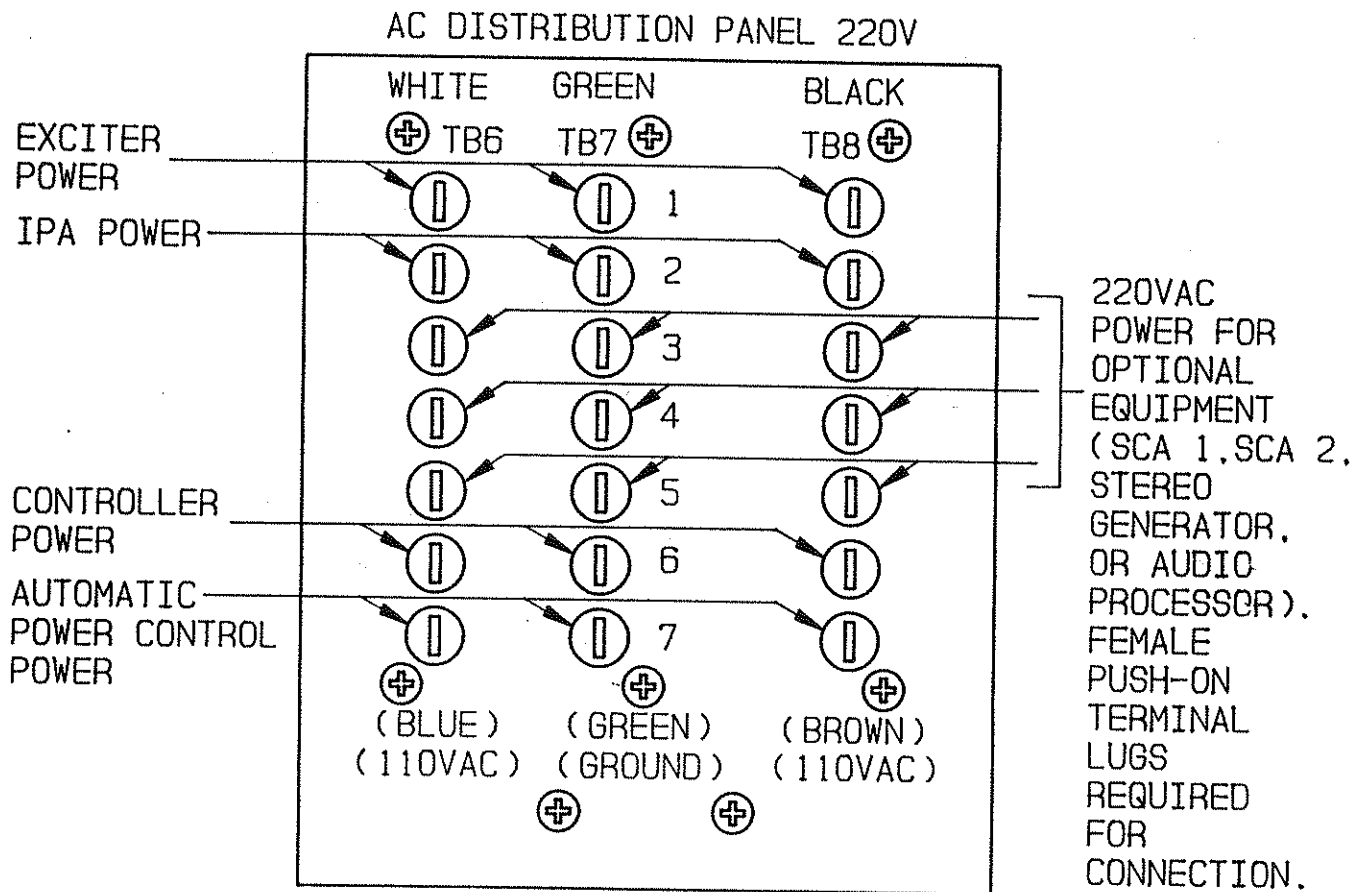 AC DISTRIBUTION PANEL 220V
WHITE GREEN BLACK
TB6 TB7 TB8
EXCITER
POWER
1
IPA POWER
2
3
4
5
CONTROLLER
POWER
6
AUTOMATIC
POWER CONTROL
POWER
7
(BLUE) (GREEN) (BROWN)
(110VAC) (GROUND) (110VAC)
220VAC
POWER FOR
OPTIONAL
EQUIPMENT
(SCA 1,SCA 2,
STEREO
GENERATOR,
OR AUDIO
PROCESSOR).
FEMALE
PUSH-ON
TERMINAL
LUGS
REQUIRED
FOR
CONNECTION.